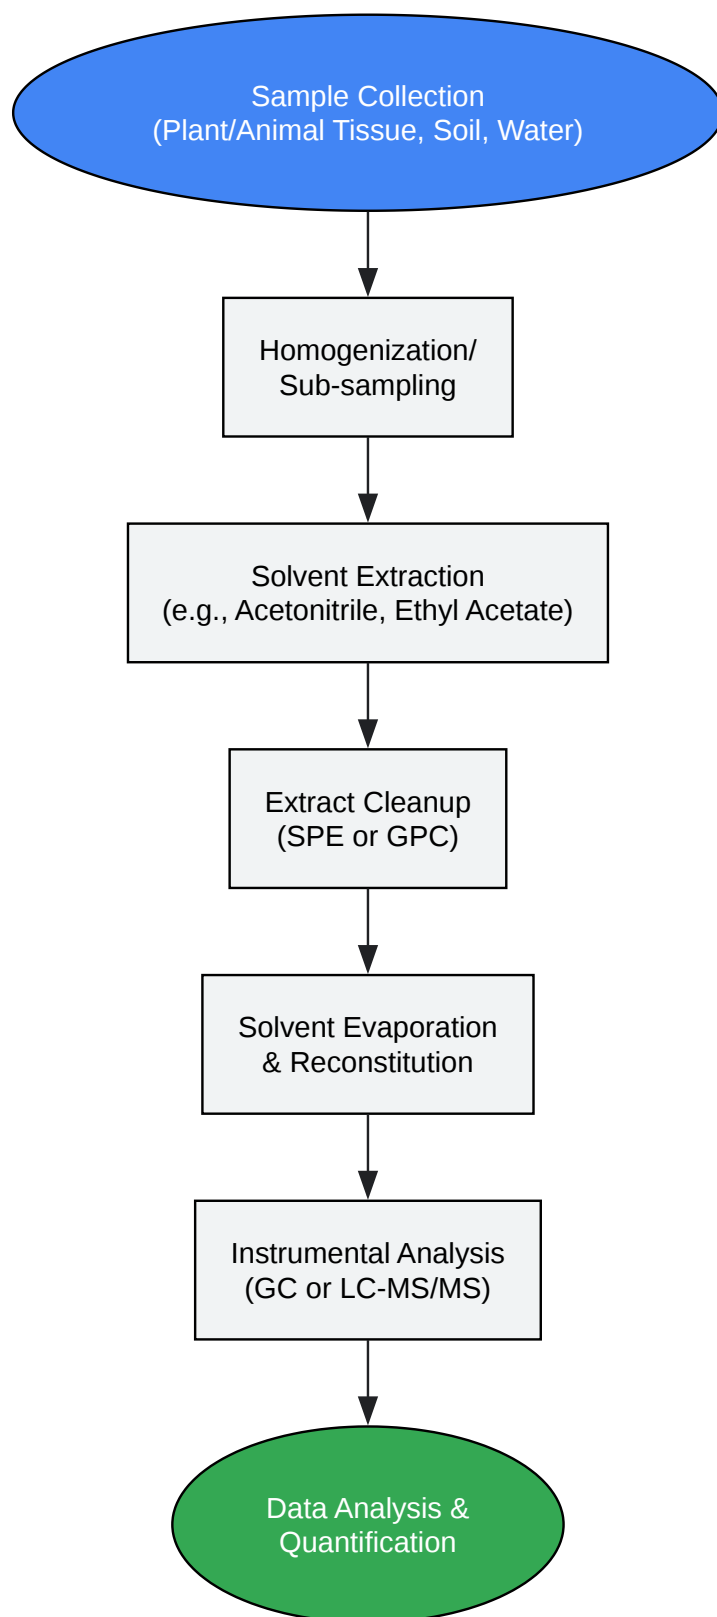 Sample Collection
(Plant/Animal Tissue, Soil, Water)
Homogenization/
Sub-sampling
Solvent Extraction
(e.g., Acetonitrile, Ethyl Acetate)
Extract Cleanup
(SPE or GPC)
Solvent Evaporation
& Reconstitution
Instrumental Analysis
(GC or LC-MS/MS)
Data Analysis &
Quantification